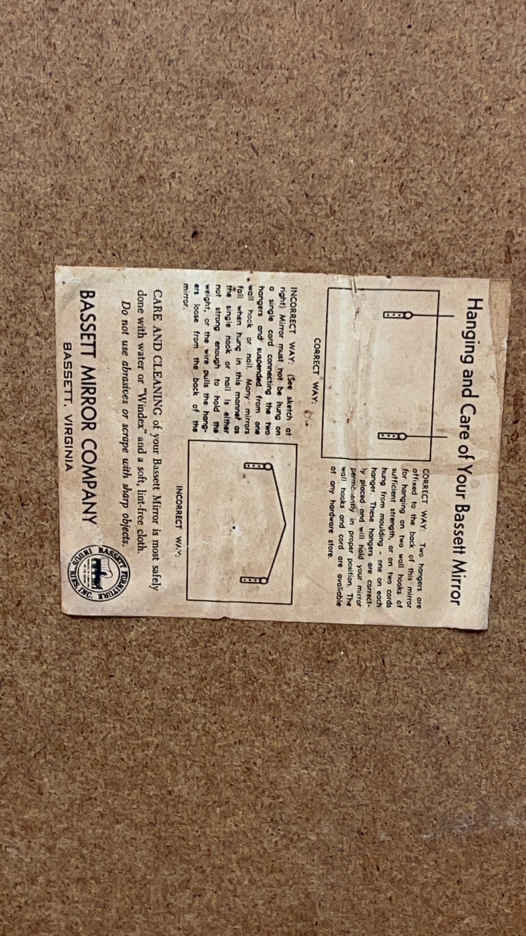 Hanging and Care of Your Bassett Mirror
CORRECT WAY:
CORRECT WAY: Two hangers are
affixed to the back of this mirror
for hanging on two wall hooks of
sufficient strength, or on two cords
hung from moulding - one on each
hanger. These hangers are correct-
ly placed and will hold your mirror
permanently in proper position. The
wall hooks and cord are available
at any hardware store.
INCORRECT WAY: (See sketch at
right) Mirror must not be hung on
a single cord connecting the two
hangers and suspended from one
wall hook or nail. Many mirrors
fall when hung in this manner as
the single hook or nail is either
not strong enough to hold the
weight, or the wire pulls the hang-
ers loose from the back of the
mirror.
INCORRECT WAY:
CARE AND CLEANING of your Bassett Mirror is most safely
done with water or "Windex" and a soft, lint-free cloth.
Do not use abrasives or scrape with sharp objects.
BASSETT MIRROR COMPANY
BASSETT, VIRGINIA
BASSETT FURNITURE
INDUSTRIES, INC.